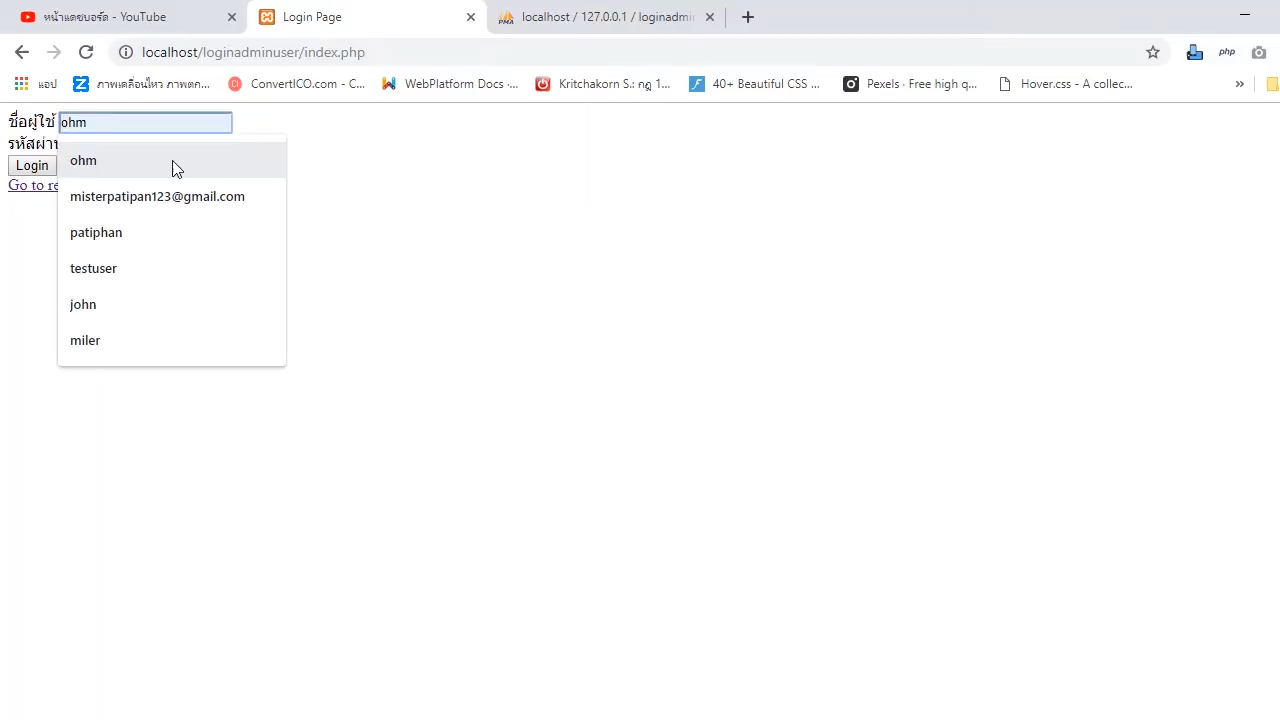 หน้าแดชบอร์ด - YouTube
Login Page
localhost / 127.0.0.1 / loginadmin
localhost/loginadminuser/index.php
php
แอป
ภาพเคลื่อนไหว ภาพตก...
ConvertICO.com - C...
WebPlatform Docs -...
Kritchakorn S.: กฎ 1...
40+ Beautiful CSS ...
Pexels · Free high q...
Hover.css - A collec...
»
ชื่อผู้ใช้ ohm
รหัสผ่าน
Login
Go to re
ohm
misterpatipan123@gmail.com
patiphan
testuser
john
miler